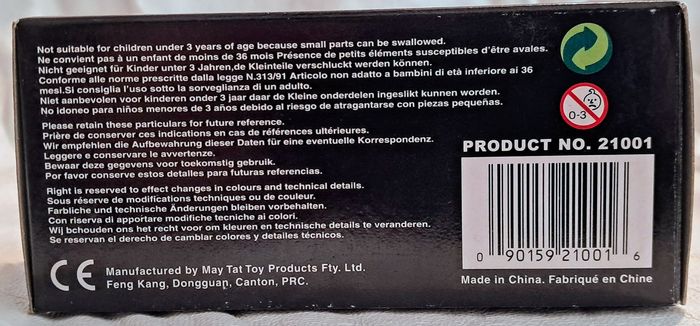 Not suitable for children under 3 years of age because small parts can be swallowed.
Ne convient pas à un enfant de moins de 36 mois Présence de petits éléments susceptibles d'être avales.
Nicht geeignet für Kinder unter 3 Jahren,de Kleinteile verschluckt werden können.
Conforme alle norme prescritte dalla legge N.313/91 Articolo non adatto a bambini di età inferiore ai 36
mesi.Si consiglia l'uso sotto la sorveglianza di un adulto.
Niet aanbevolen voor kinderen onder 3 jaar daar de Kleine onderdelen ingeslikt kunnen worden.
No idoneo para niños menores de 3 años debido al riesgo de atragantarse con piezas pequeñas.
Please retain these particulars for future reference.
Prière de conserver ces indications en cas de références ultérieures.
Wir empfehlen die Aufbewahrung dieser Daten für eine eventuelle Korrespondenz.
Leggere e conservare le avvertenze.
Bewaar deze gegevens voor toekomstig gebruik.
Por favor conserve estos detalles para futuras referencias.
Right is reserved to effect changes in colours and technical details.
Sous réserve de modifications techniques ou de couleur.
Farbliche und technische Änderungen bleiben vorbehalten.
Con riserva di apportare modifiche tecniche ai colori.
Wij bchouden ons het recht voor om kleuren en technische details te veranderen.
Se reservan el derecho de cambiar colores y detalles técnicos.
CE
Manufactured by May Tat Toy Products Fty. Ltd.
Feng Kang, Dongguan, Canton, PRC.
0-3
PRODUCT NO. 21001
0 90159 21001 6
Made in China. Fabriqué en Chine